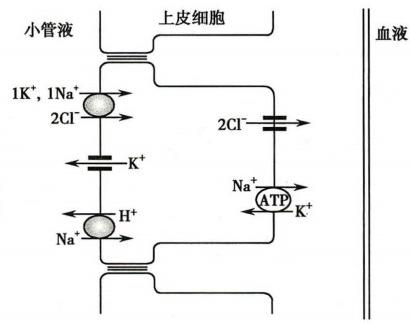 小管液
上皮细胞
血液
1K⁺, 1Na⁺
2Cl⁻
2Cl⁻
K⁺
Na⁺
ATP
K⁺
H⁺
Na⁺